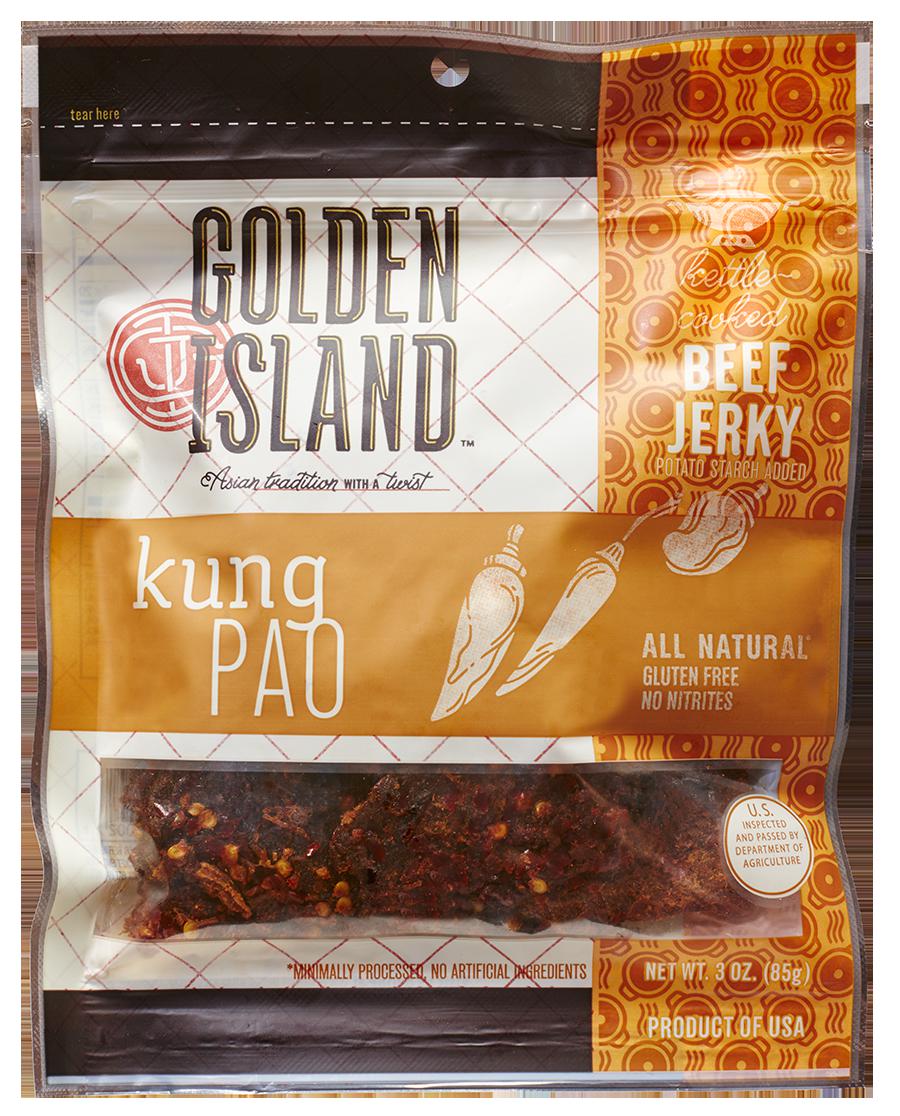 tear here
GOLDEN
ISLAND™
Asian tradition WITH A twist
kettle-
cooked
BEEF
JERKY
POTATO STARCH ADDED
kung
PAO
ALL NATURAL*
GLUTEN FREE
NO NITRITES
U.S.
INSPECTED
AND PASSED BY
DEPARTMENT OF
AGRICULTURE
*MINIMALLY PROCESSED, NO ARTIFICIAL INGREDIENTS
NET WT. 3 OZ. (85g)
PRODUCT OF USA